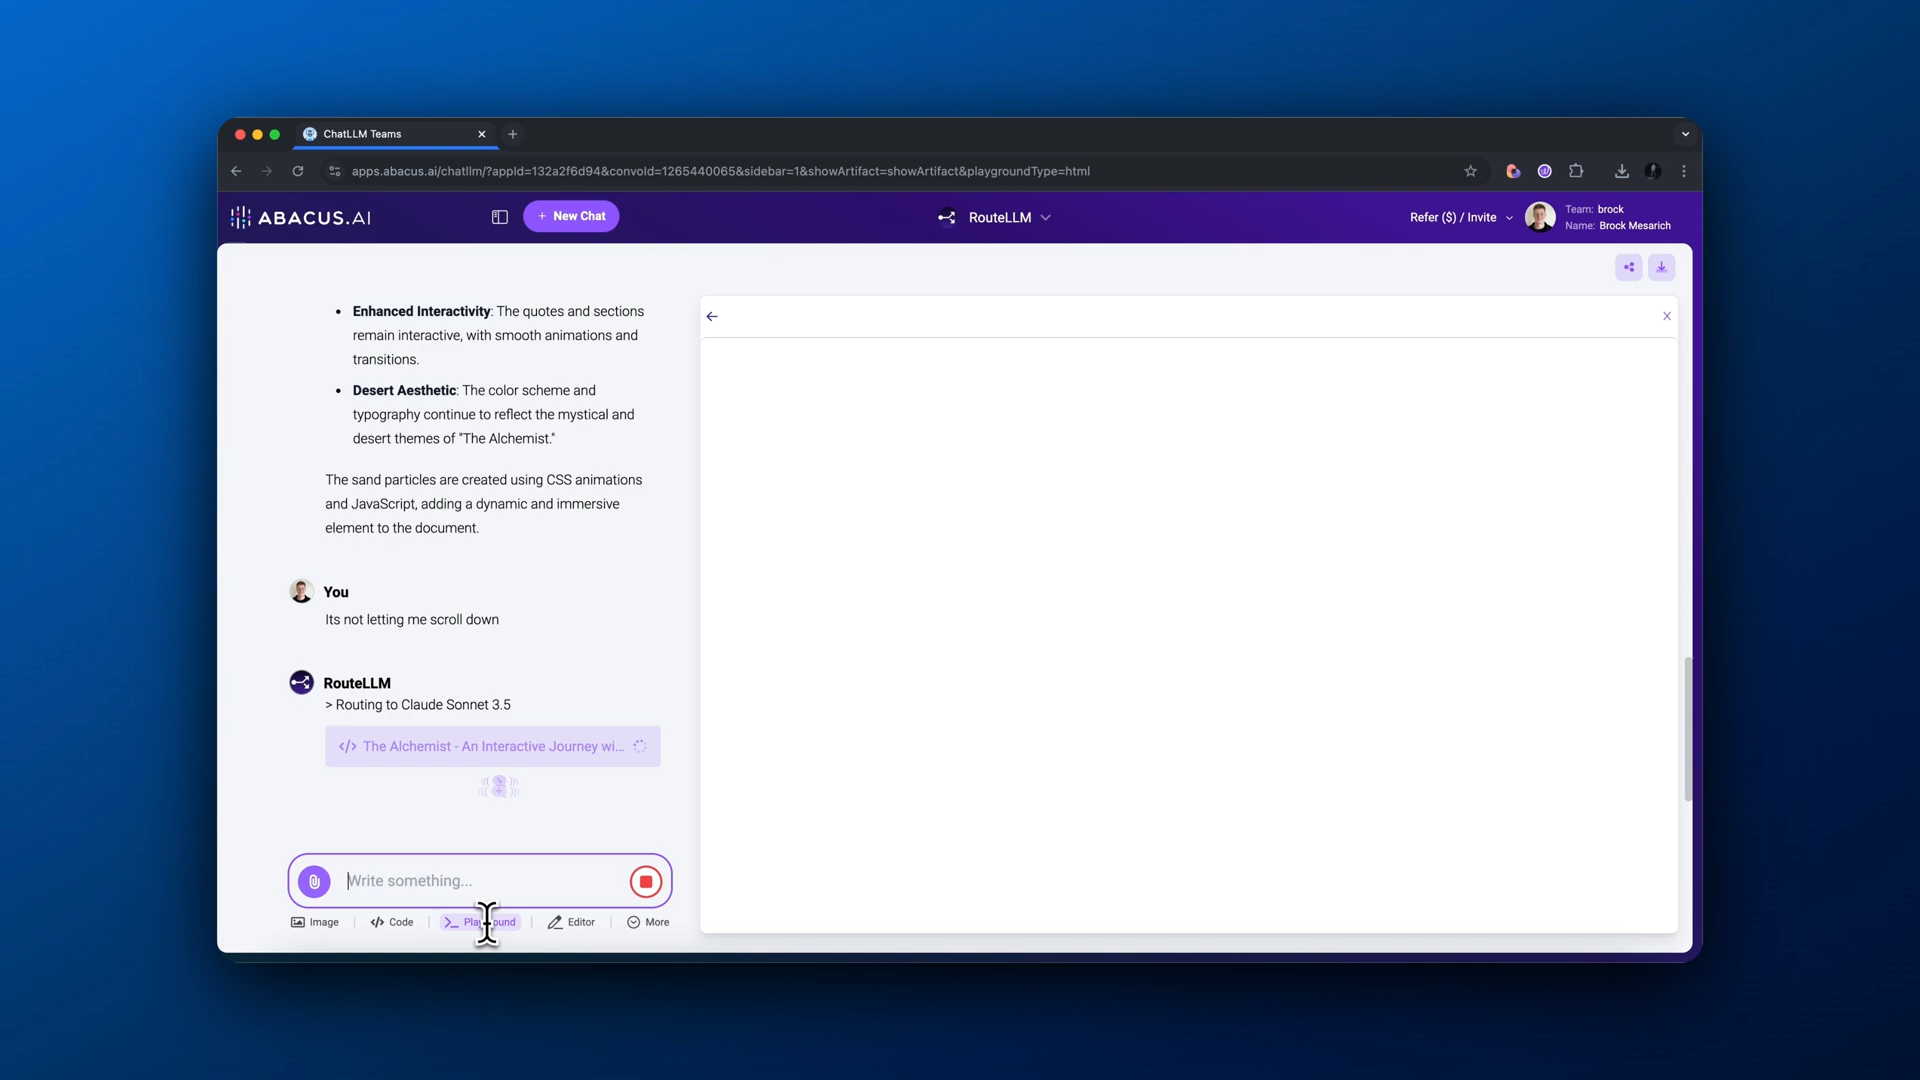 ChatLLM Teams
apps.abacus.ai/chatllm/?appId=132a2f6d94&convoId=1265440065&sidebar=1&showArtifact=showArtifact&playgroundType=html
ABACUS.AI
+ New Chat
RouteLLM
Refer ($) / Invite
Team: brock
Name: Brock Mesarich
• Enhanced Interactivity: The quotes and sections
remain interactive, with smooth animations and
transitions.
• Desert Aesthetic: The color scheme and
typography continue to reflect the mystical and
desert themes of "The Alchemist."
The sand particles are created using CSS animations
and JavaScript, adding a dynamic and immersive
element to the document.
You
Its not letting me scroll down
RouteLLM
> Routing to Claude Sonnet 3.5
</> The Alchemist - An Interactive Journey wi...
Write something...
Image
</> Code
>_ Playground
Editor
More